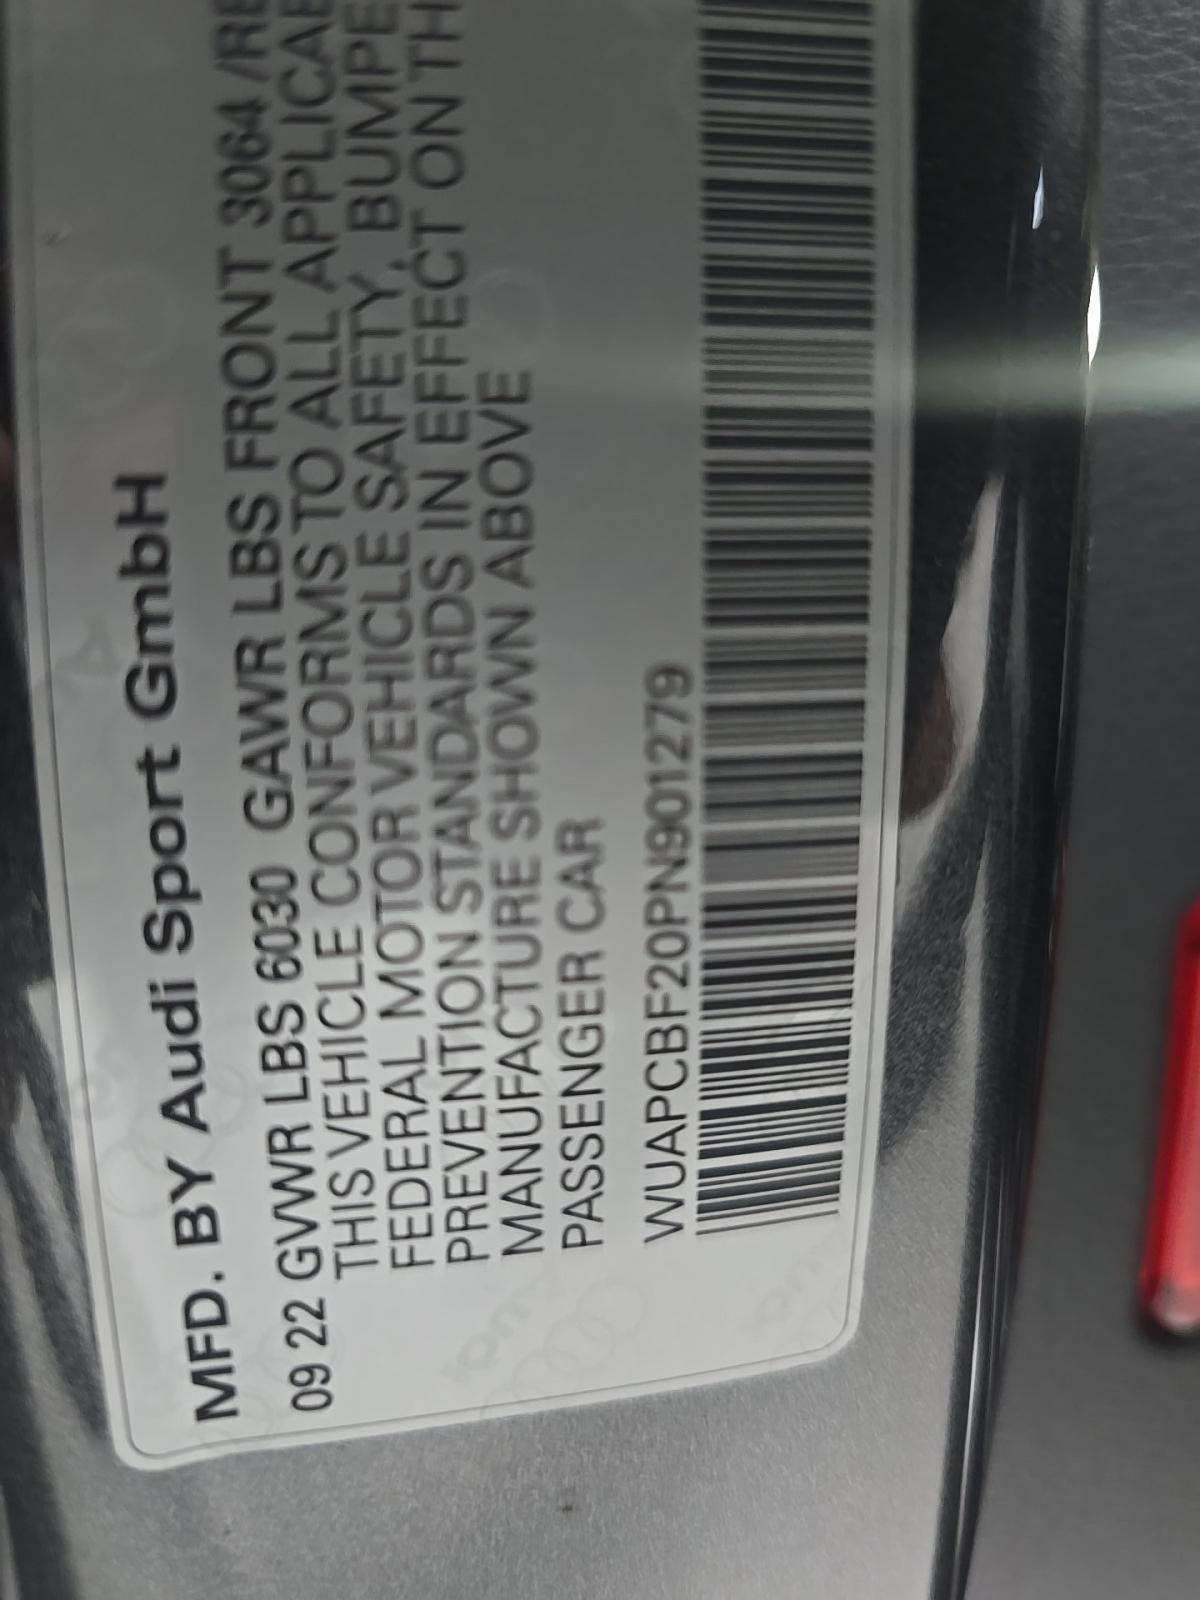 MFD. BY Audi Sport GmbH
09 22 GVWR LBS 6030 GAWR LBS FRONT 3064 /RE
THIS VEHICLE CONFORMS TO ALL APPLICABL
FEDERAL MOTOR VEHICLE SAFETY, BUMPE
PREVENTION STANDARDS IN EFFECT ON TH
MANUFACTURE SHOWN ABOVE
PASSENGER CAR
WUAPCBF20PN901279